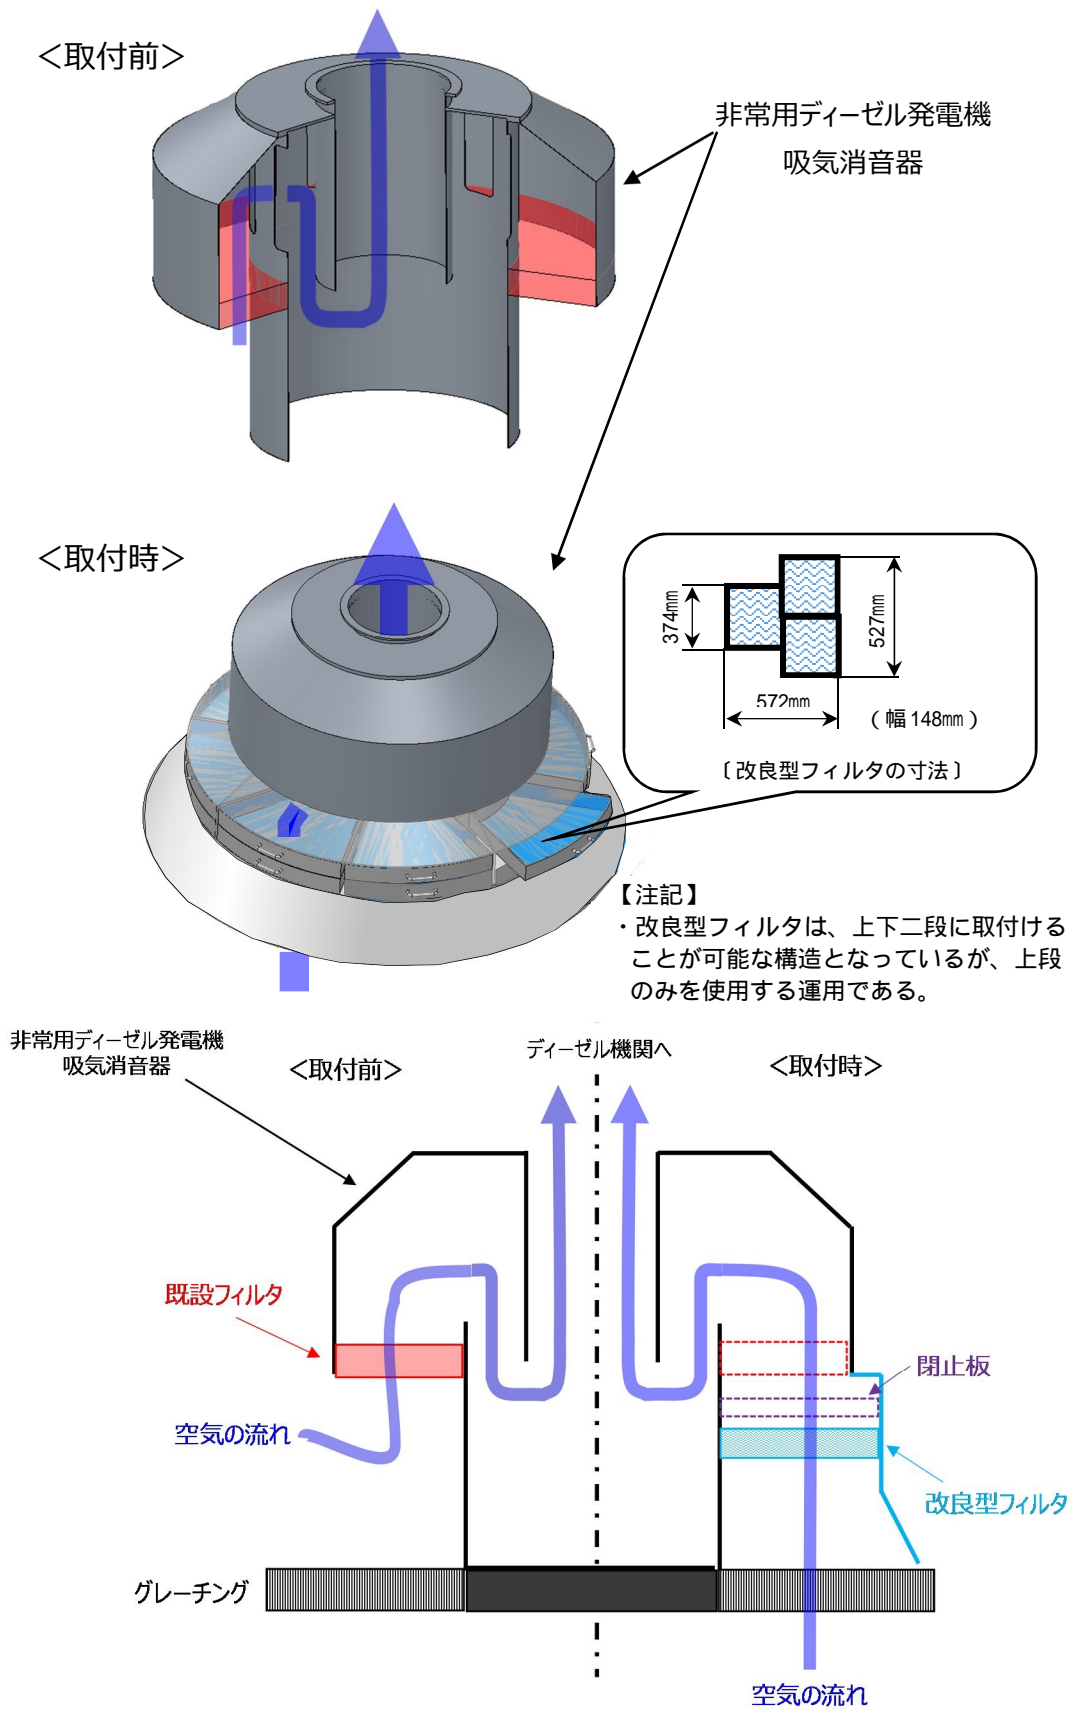 ＜取付前＞
非常用ディーゼル発電機
吸気消音器
＜取付時＞
374mm
527mm
572mm
（幅148mm）
〔改良型フィルタの寸法〕
【注記】
・改良型フィルタは、上下二段に取付ける
ことが可能な構造となっているが、上段
のみを使用する運用である。
非常用ディーゼル発電機
吸気消音器
＜取付前＞
ディーゼル機関へ
＜取付時＞
既設フィルタ
閉止板
空気の流れ
改良型フィルタ
グレーチング
空気の流れ